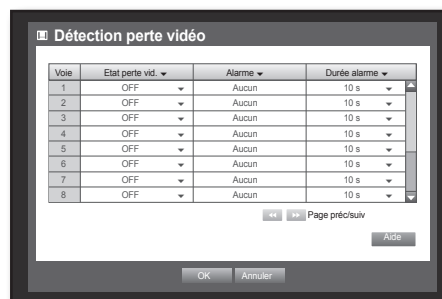 Détection perte vidéo
Voie Etat perte vid. Alarme Durée alarme
1 OFF Aucun 10 s
2 OFF Aucun 10 s
3 OFF Aucun 10 s
4 OFF Aucun 10 s
5 OFF Aucun 10 s
6 OFF Aucun 10 s
7 OFF Aucun 10 s
8 OFF Aucun 10 s
Page préc/suiv
Aide
OK Annuler